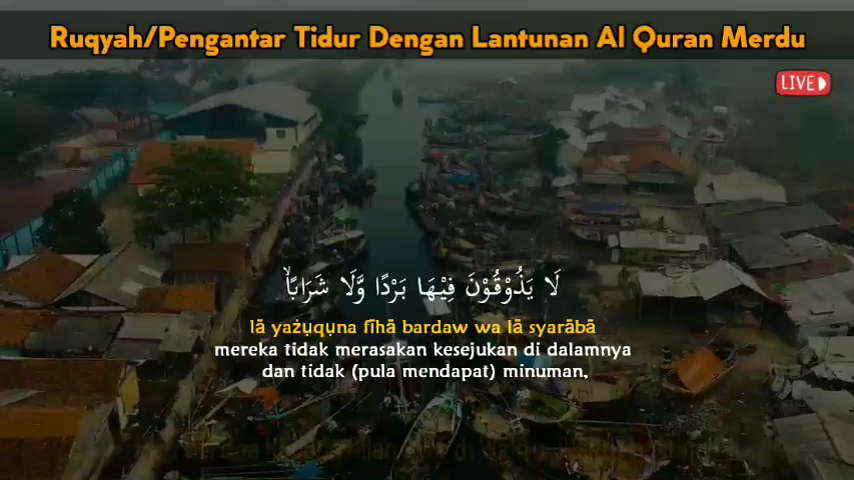 Ruqyah/Pengantar Tidur Dengan Lantunan Al Quran Merdu
LIVE
لَا يَذُوْقُوْنَ فِيْهَا بَرْدًا وَّلَا شَرَابًاۙ
lā yażụqụna fīhā bardaw wa lā syarābā
mereka tidak merasakan kesejukan di dalamnya
dan tidak (pula mendapat) minuman,